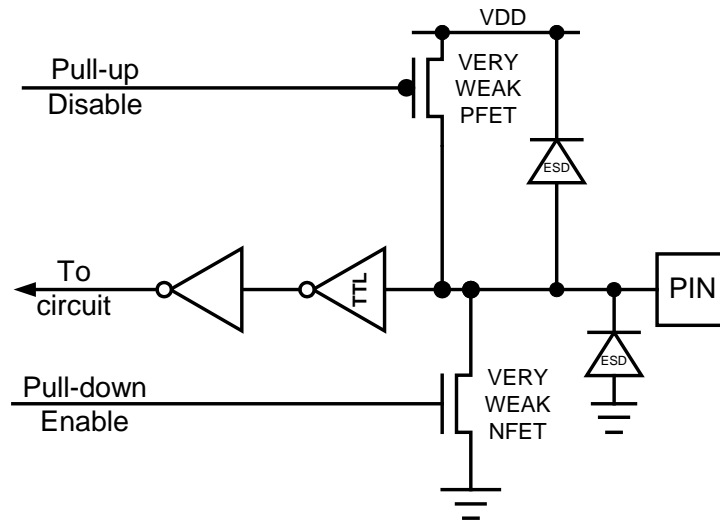 VDD
Pull-up
Disable
VERY
WEAK
PFET
ESD
To
circuit
TTL
PIN
ESD
Pull-down
Enable
VERY
WEAK
NFET